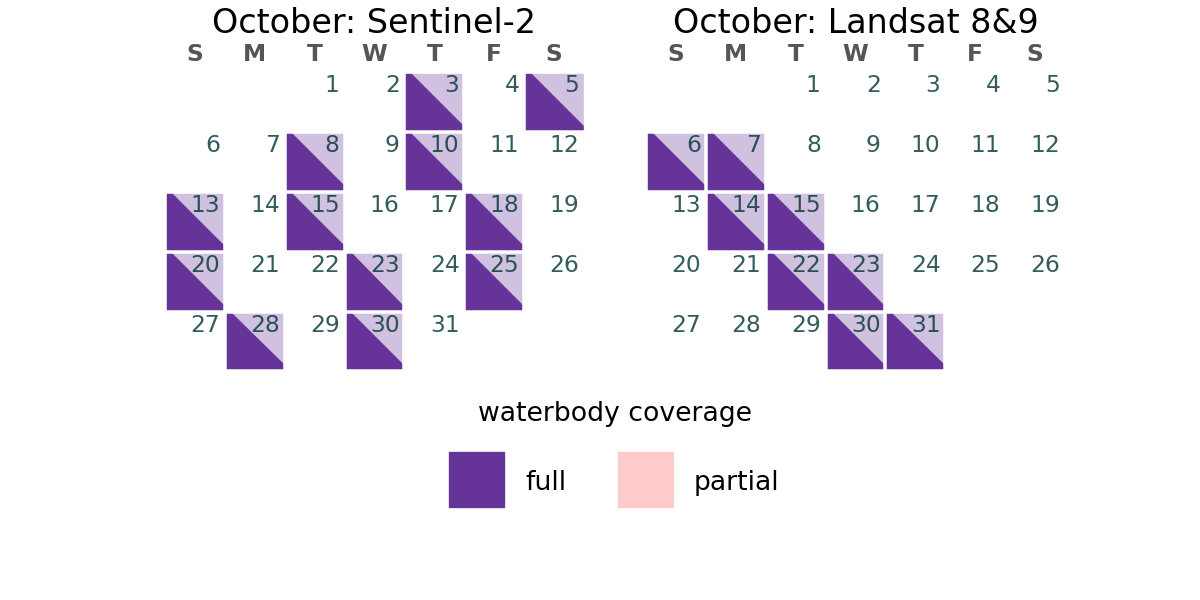 October: Sentinel-2
S M T W T F S
1 2 3 4 5
6 7 8 9 10 11 12
13 14 15 16 17 18 19
20 21 22 23 24 25 26
27 28 29 30 31
October: Landsat 8&9
S M T W T F S
1 2 3 4 5
6 7 8 9 10 11 12
13 14 15 16 17 18 19
20 21 22 23 24 25 26
27 28 29 30 31
waterbody coverage
full partial